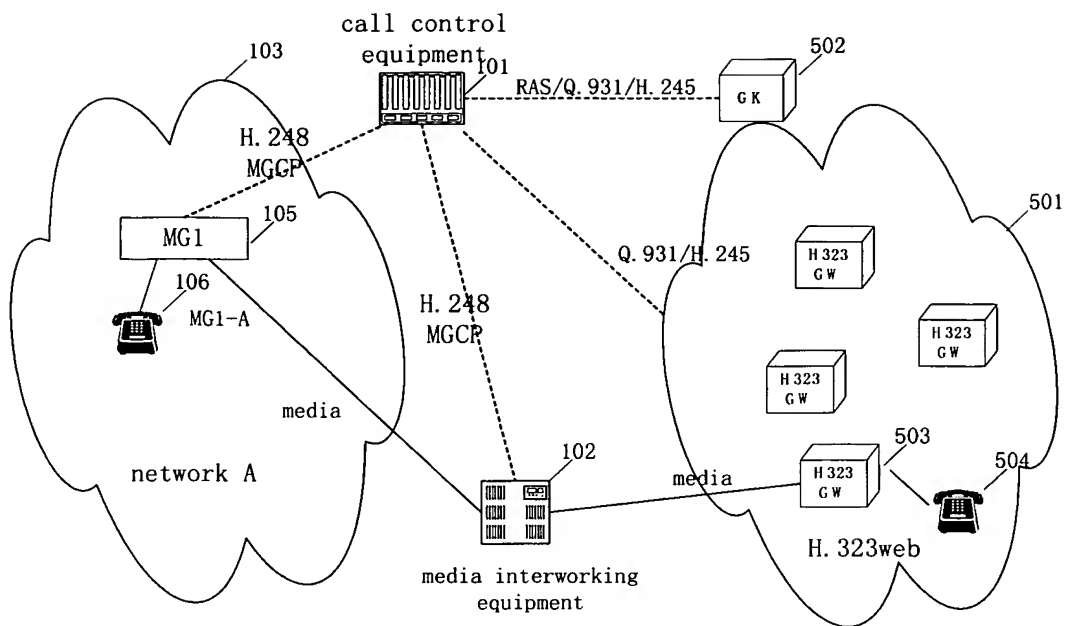 call control
equipment
101
103
502
RAS/Q.931/H.245
GK
H.248
MGGP
105
MG1
501
H323
GW
Q.931/H.245
106
MG1-A
H.248
MGCP
H323
GW
H323
GW
media
102
503
504
network A
media
H323
GW
H.323web
media interworking
equipment